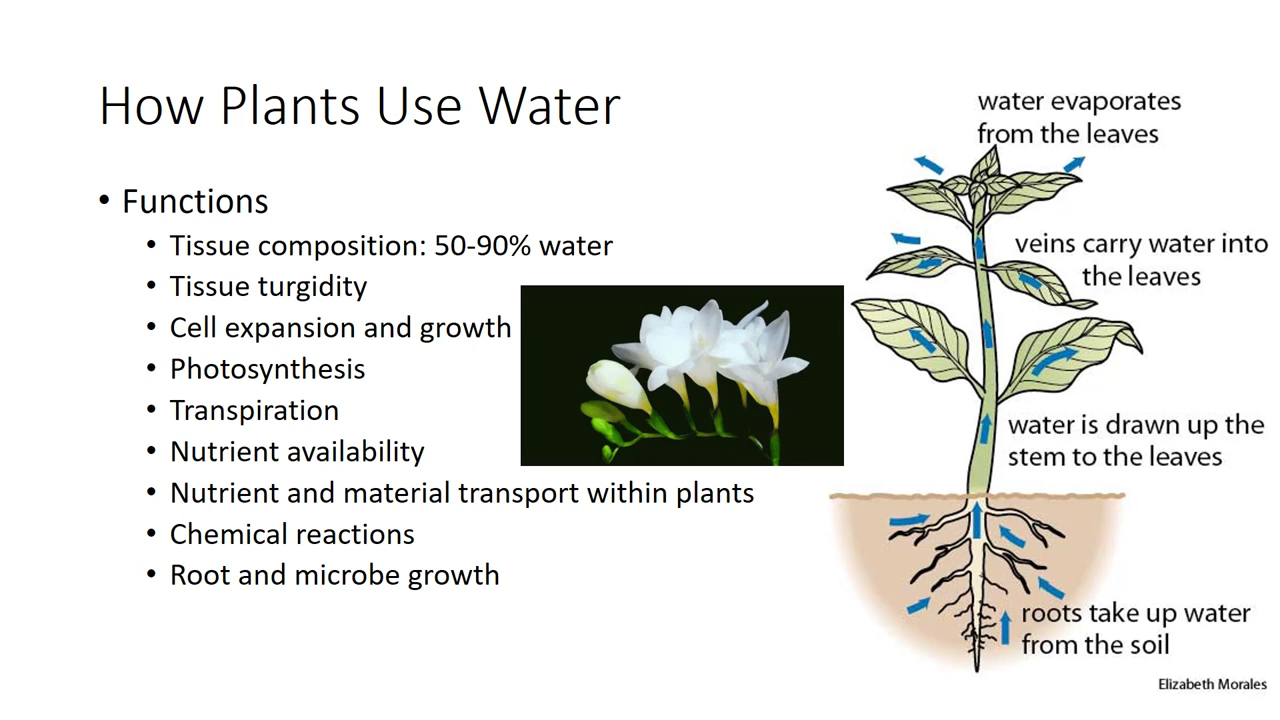 How Plants Use Water
• Functions
• Tissue composition: 50-90% water
• Tissue turgidity
• Cell expansion and growth
• Photosynthesis
• Transpiration
• Nutrient availability
• Nutrient and material transport within plants
• Chemical reactions
• Root and microbe growth
water evaporates
from the leaves
veins carry water into
the leaves
water is drawn up the
stem to the leaves
roots take up water
from the soil
Elizabeth Morales